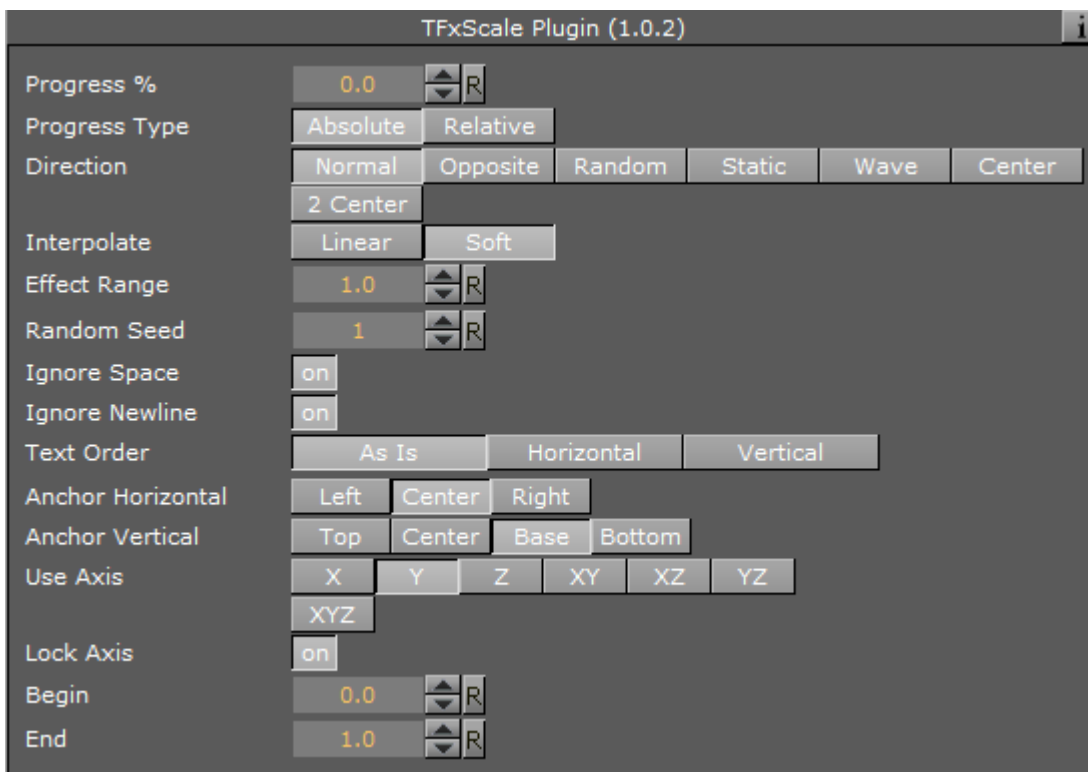 TFxScale Plugin (1.0.2) i
Progress % 0.0 R
Progress Type Absolute Relative
Direction Normal Opposite Random Static Wave Center
2 Center
Interpolate Linear Soft
Effect Range 1.0 R
Random Seed 1 R
Ignore Space on
Ignore Newline on
Text Order As Is Horizontal Vertical
Anchor Horizontal Left Center Right
Anchor Vertical Top Center Base Bottom
Use Axis X Y Z XY XZ YZ
XYZ
Lock Axis on
Begin 0.0 R
End 1.0 R